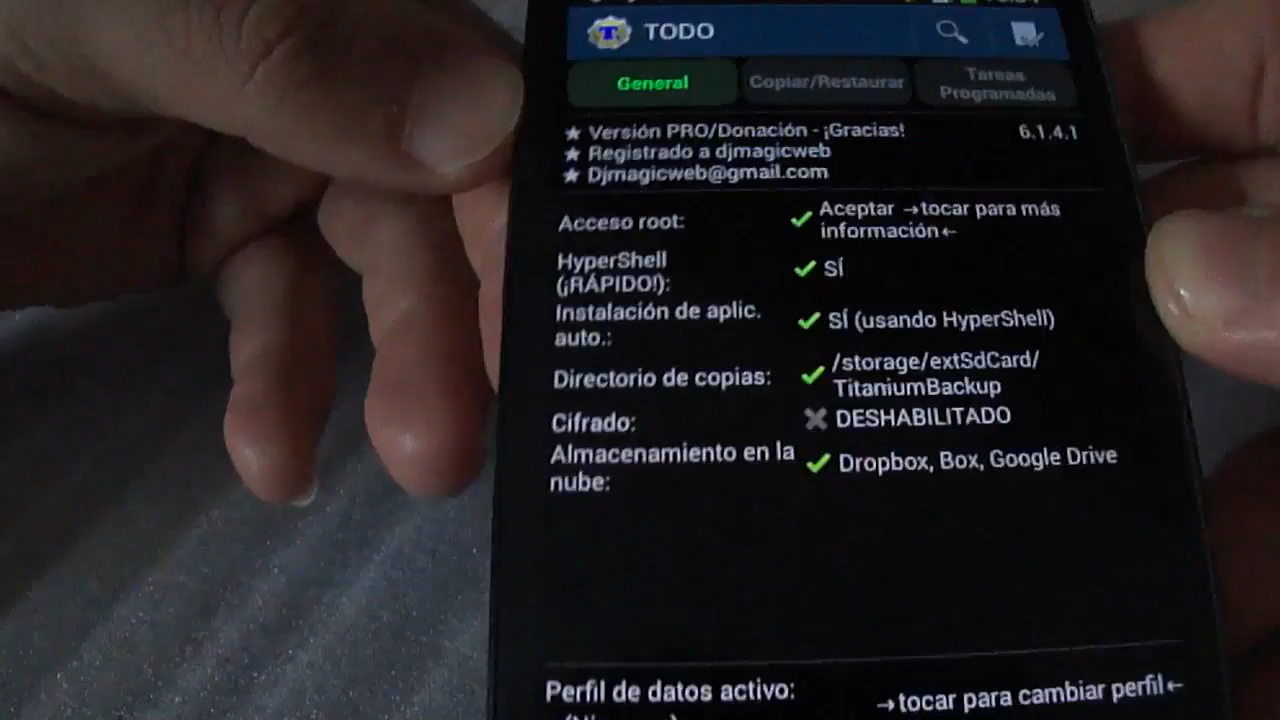 TODO
General
Copiar/Restaurar
Tareas
Programadas
★ Versión PRO/Donación - ¡Gracias!
6.1.4.1
★ Registrado a djmagicweb
★ Djmagicweb@gmail.com
Acceso root:
✓ Aceptar →tocar para más
información←
HyperShell
(¡RÁPIDO!):
✓ SÍ
Instalación de aplic.
auto.:
✓ SÍ (usando HyperShell)
Directorio de copias:
✓ /storage/extSdCard/
TitaniumBackup
Cifrado:
✗ DESHABILITADO
Almacenamiento en la
nube:
✓ Dropbox, Box, Google Drive
Perfil de datos activo:
→tocar para cambiar perfil←